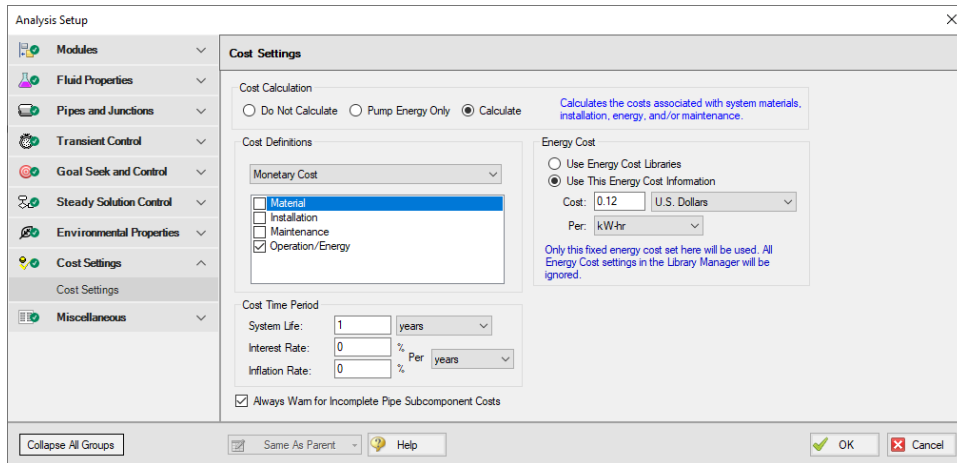 Analysis Setup
Modules
Fluid Properties
Pipes and Junctions
Transient Control
Goal Seek and Control
Steady Solution Control
Environmental Properties
Cost Settings
Cost Settings
Miscellaneous
Collapse All Groups
Cost Settings
Cost Calculation
Do Not Calculate
Pump Energy Only
Calculate
Calculates the costs associated with system materials,
installation, energy, and/or maintenance.
Cost Definitions
Monetary Cost
Material
Installation
Maintenance
Operation/Energy
Energy Cost
Use Energy Cost Libraries
Use This Energy Cost Information
Cost: 0.12 U.S. Dollars
Per: kW-hr
Only this fixed energy cost set here will be used. All
Energy Cost settings in the Library Manager will be
ignored.
Cost Time Period
System Life: 1 years
Interest Rate: 0 %
Per years
Inflation Rate: 0 %
Always Warn for Incomplete Pipe Subcomponent Costs
Same As Parent
Help
OK
Cancel